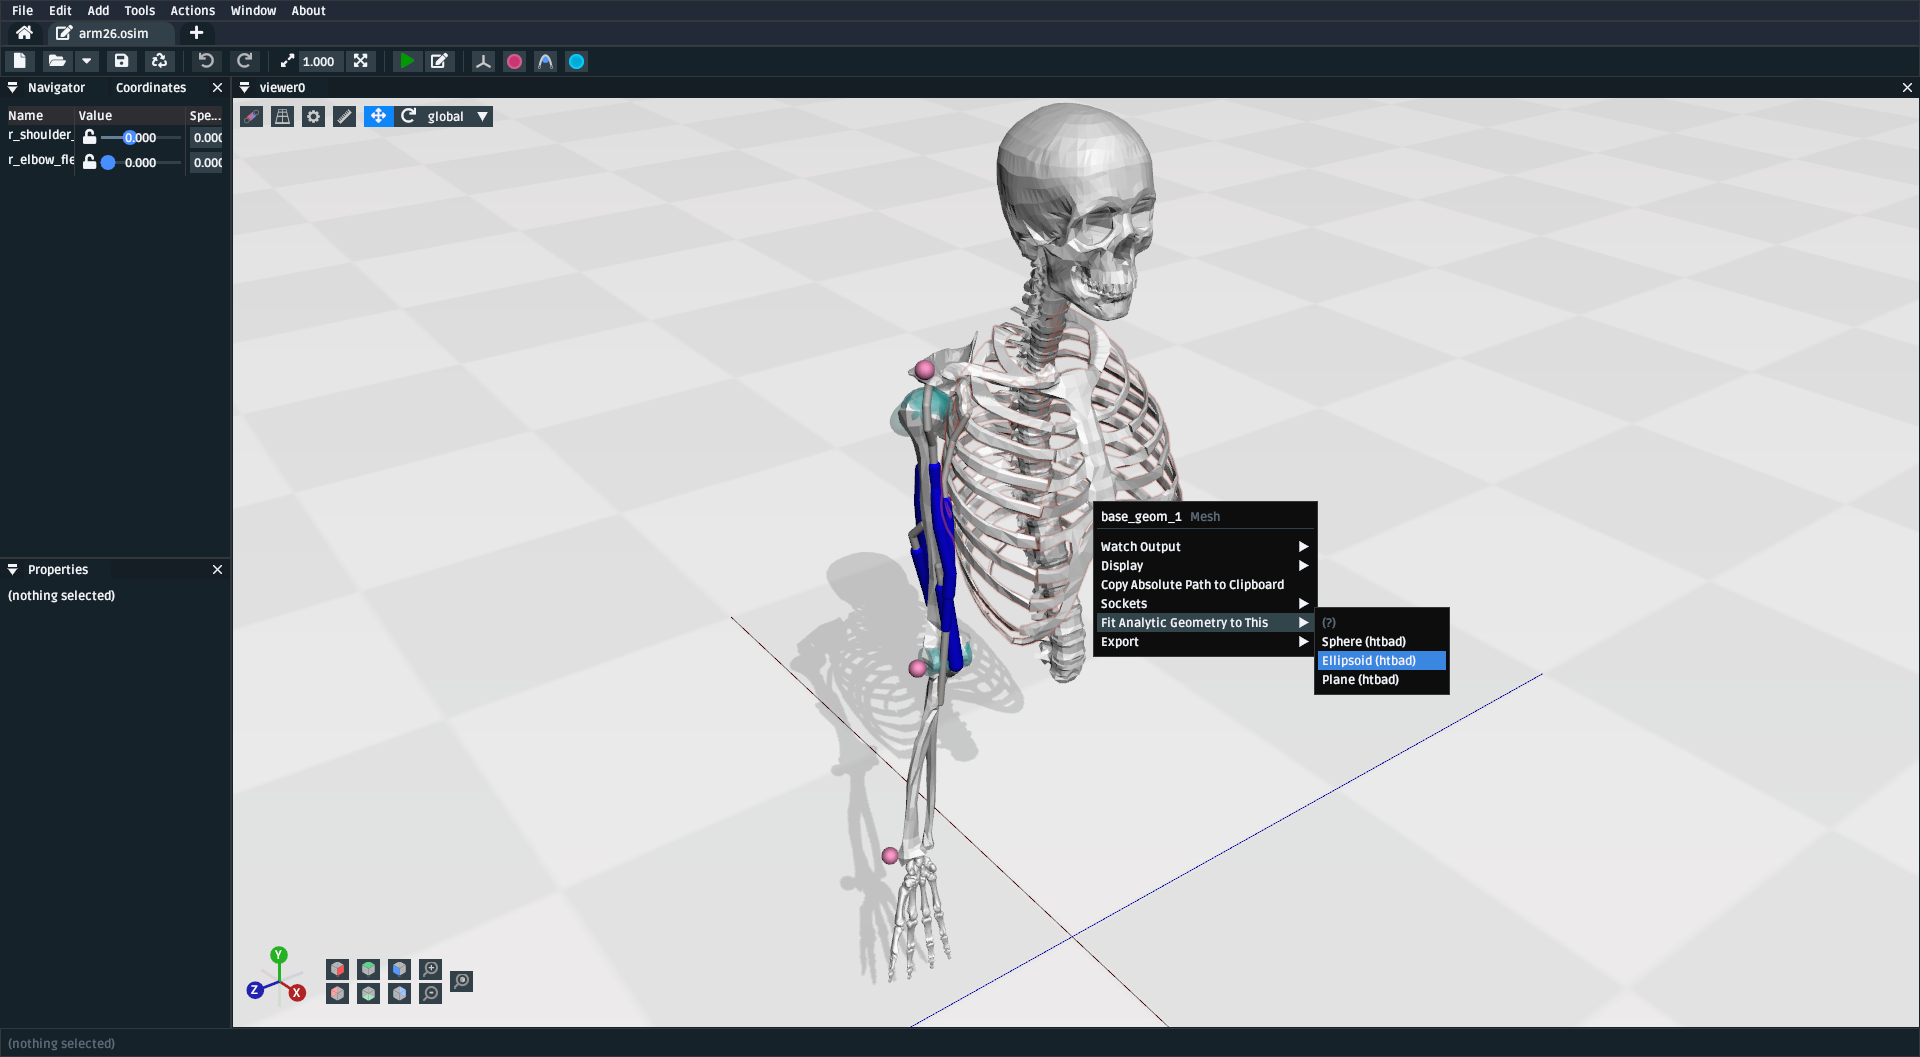 File Edit Add Tools Actions Window About
arm26.osim
1.000
Navigator Coordinates
viewer0
global
Name Value Spe...
r_shoulder_ 0.000 0.000
r_elbow_fle 0.000 0.000
base_geom_1 Mesh
Watch Output
Display
Copy Absolute Path to Clipboard
Sockets
Fit Analytic Geometry to This
Export
(?)
Sphere (htbad)
Ellipsoid (htbad)
Plane (htbad)
Properties
(nothing selected)
Y
Z
X
(nothing selected)